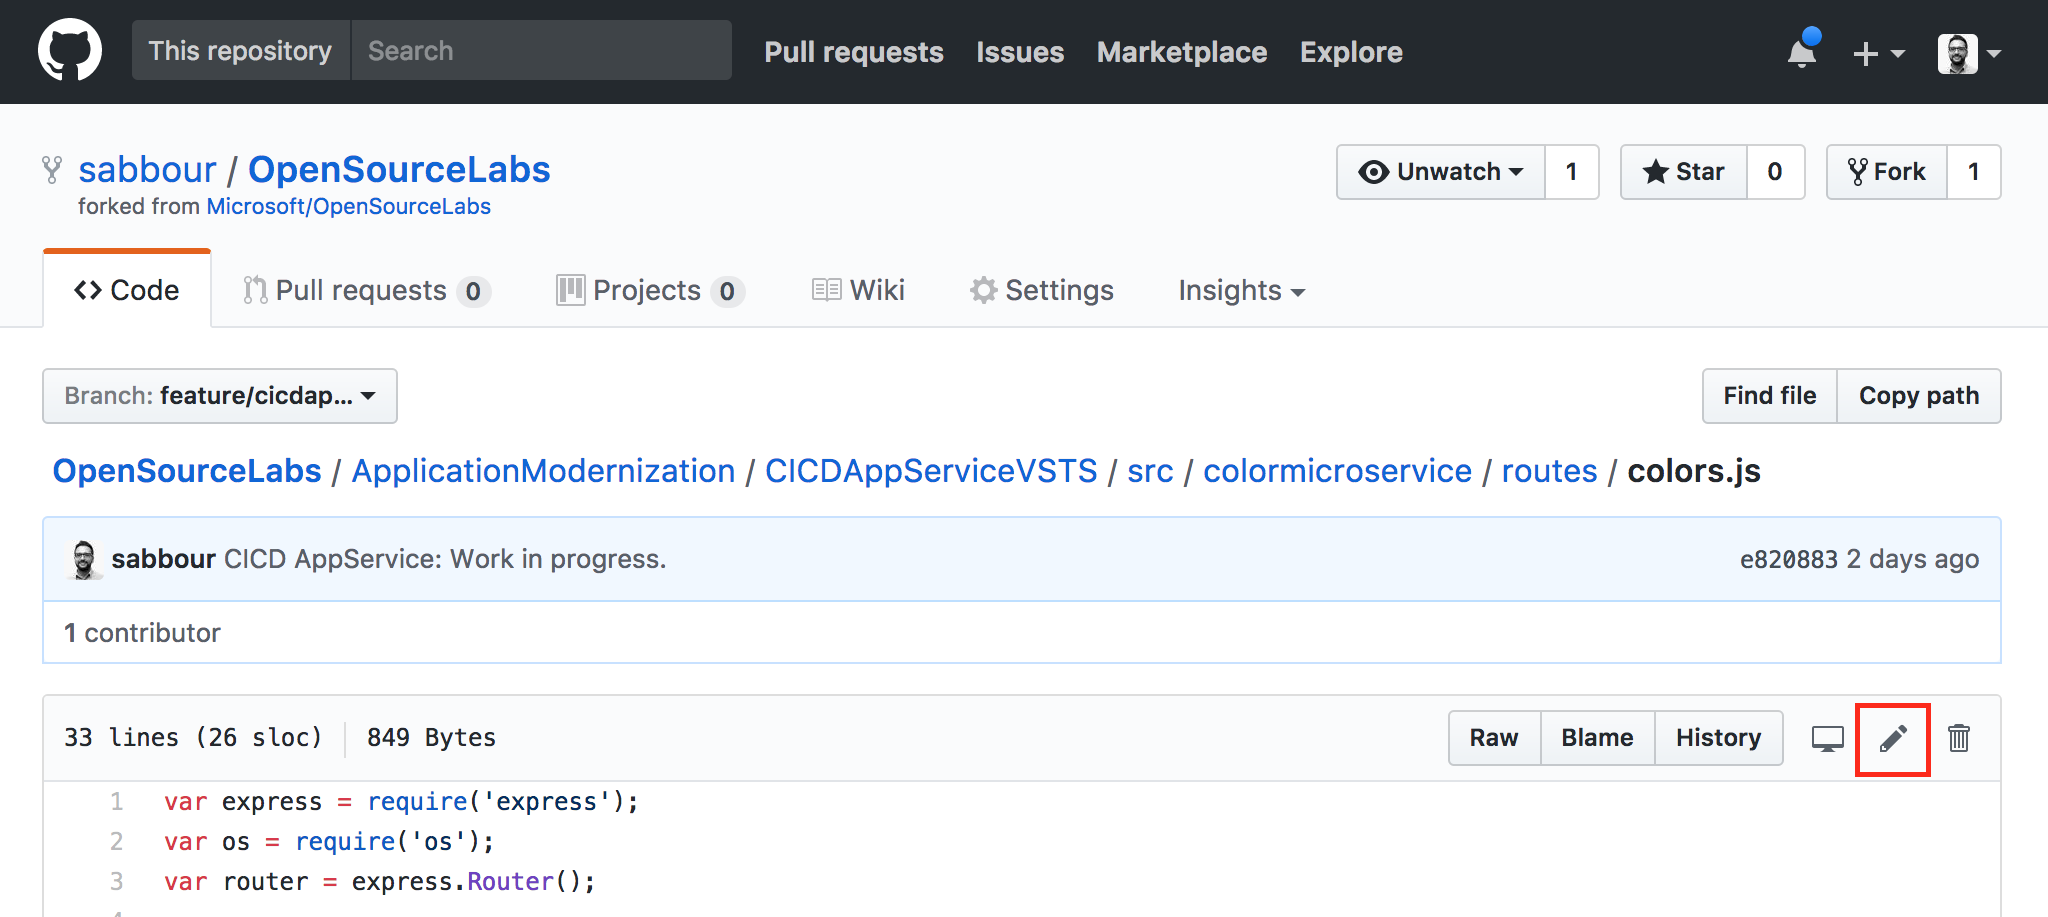 This repository Search Pull requests Issues Marketplace Explore
sabbour / OpenSourceLabs Unwatch 1 Star 0 Fork 1
forked from Microsoft/OpenSourceLabs
Code Pull requests 0 Projects 0 Wiki Settings Insights
Branch: feature/cicdap... Find file Copy path
OpenSourceLabs / ApplicationModernization / CICDAppServiceVSTS / src / colormicroservice / routes / colors.js
sabbour CICD AppService: Work in progress. e820883 2 days ago
1 contributor
33 lines (26 sloc) 849 Bytes Raw Blame History
1 var express = require('express');
2 var os = require('os');
3 var router = express.Router();